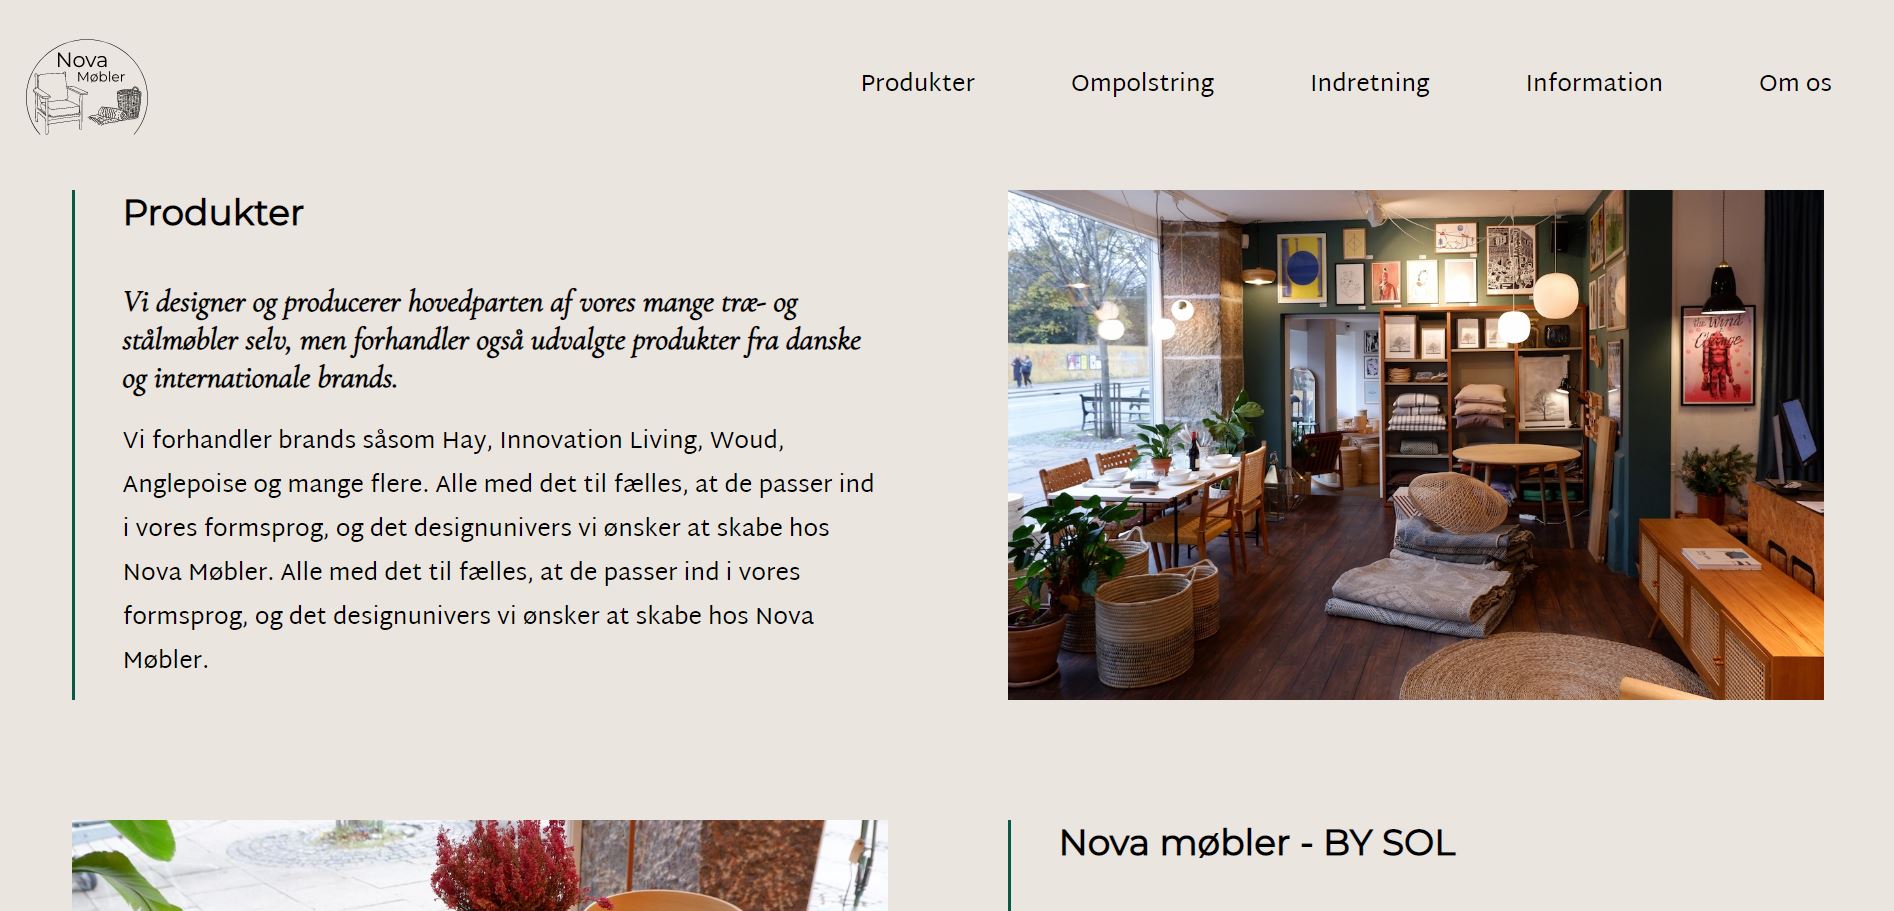 Nova
Møbler
Produkter Ompolstring Indretning Information Om os
Produkter
Vi designer og producerer hovedparten af vores mange træ- og
stålmøbler selv, men forhandler også udvalgte produkter fra danske
og internationale brands.
Vi forhandler brands såsom Hay, Innovation Living, Woud,
Anglepoise og mange flere. Alle med det til fælles, at de passer ind
i vores formsprog, og det designunivers vi ønsker at skabe hos
Nova Møbler. Alle med det til fælles, at de passer ind i vores
formsprog, og det designunivers vi ønsker at skabe hos Nova
Møbler.
the Wind
Change
Nova møbler - BY SOL